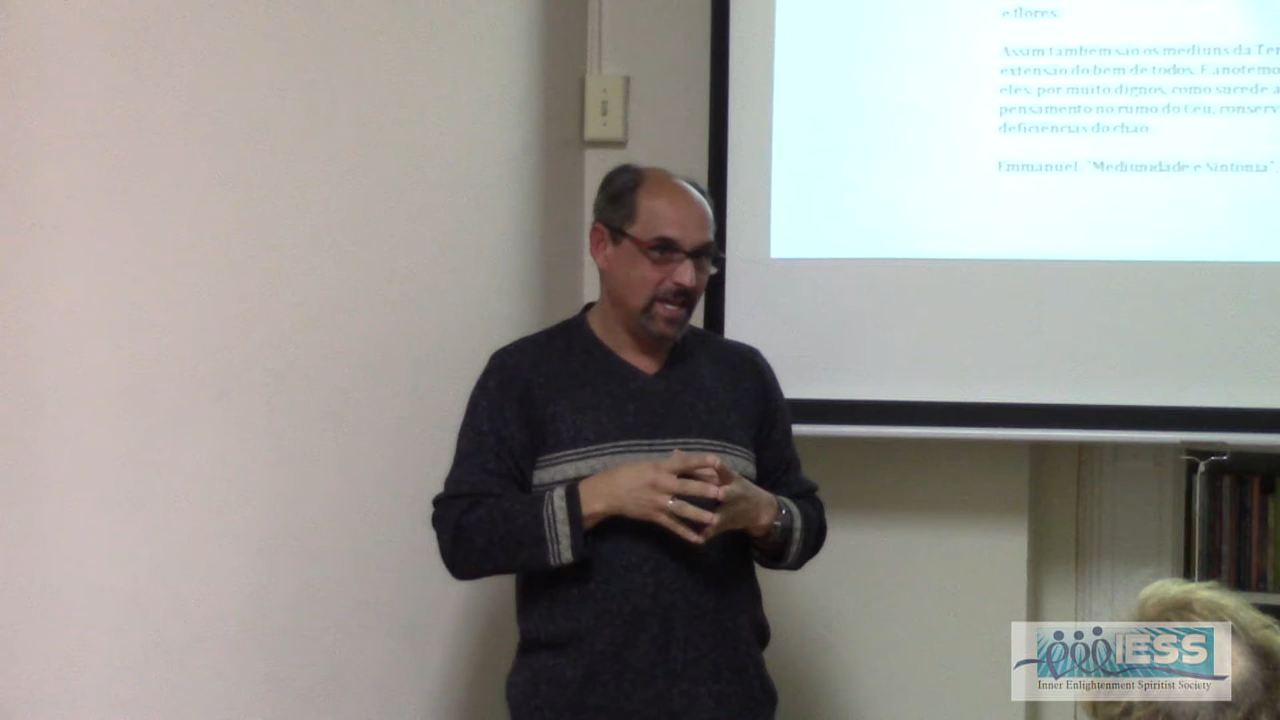 e flores.
Assim também são os médiuns da Ter
extensão do bem de todos. E anotemo
eles, por muito dignos, como sucede a
pensamento no rumo do Céu, conserv
deficiências do chão.
Emmanuel. "Mediunidade e Sintonia".
IESS
Inner Enlightenment Spiritist Society